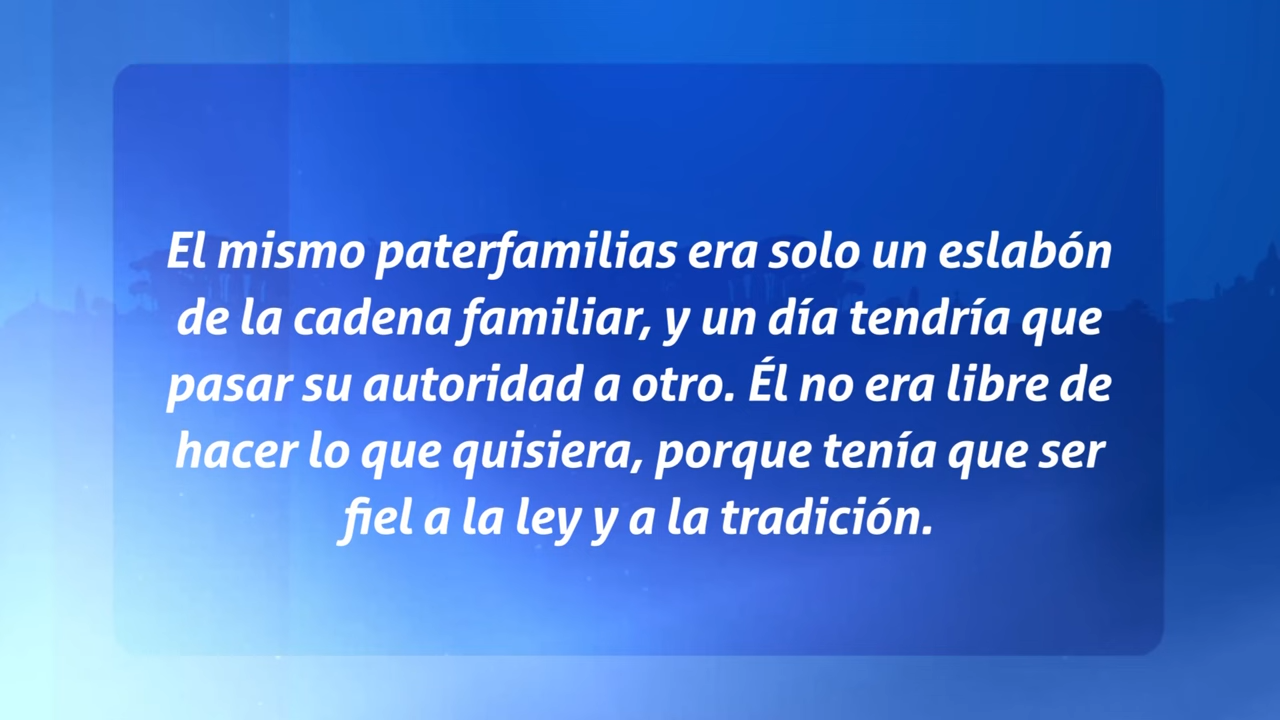 El mismo paterfamilias era solo un eslabón
de la cadena familiar, y un día tendría que
pasar su autoridad a otro. Él no era libre de
hacer lo que quisiera, porque tenía que ser
fiel a la ley y a la tradición.